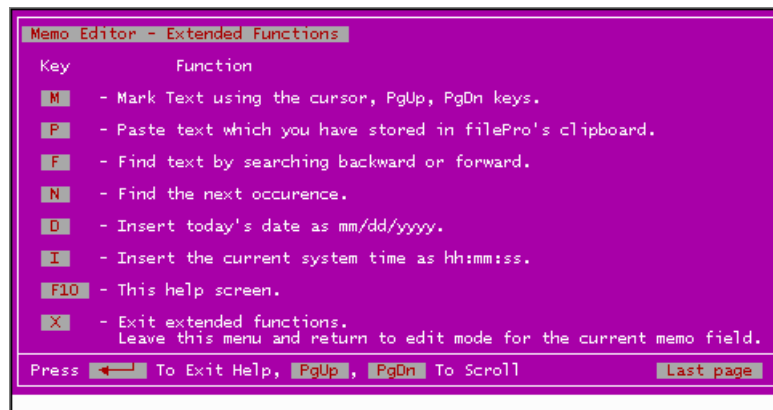 Memo Editor - Extended Functions
Key Function
M - Mark Text using the cursor, PgUp, PgDn keys.
P - Paste text which you have stored in filePro's clipboard.
F - Find text by searching backward or forward.
N - Find the next occurence.
D - Insert today's date as mm/dd/yyyy.
I - Insert the current system time as hh:mm:ss.
F10 - This help screen.
X - Exit extended functions.
Leave this menu and return to edit mode for the current memo field.
Press ◄─┘ To Exit Help, PgUp , PgDn To Scroll Last page